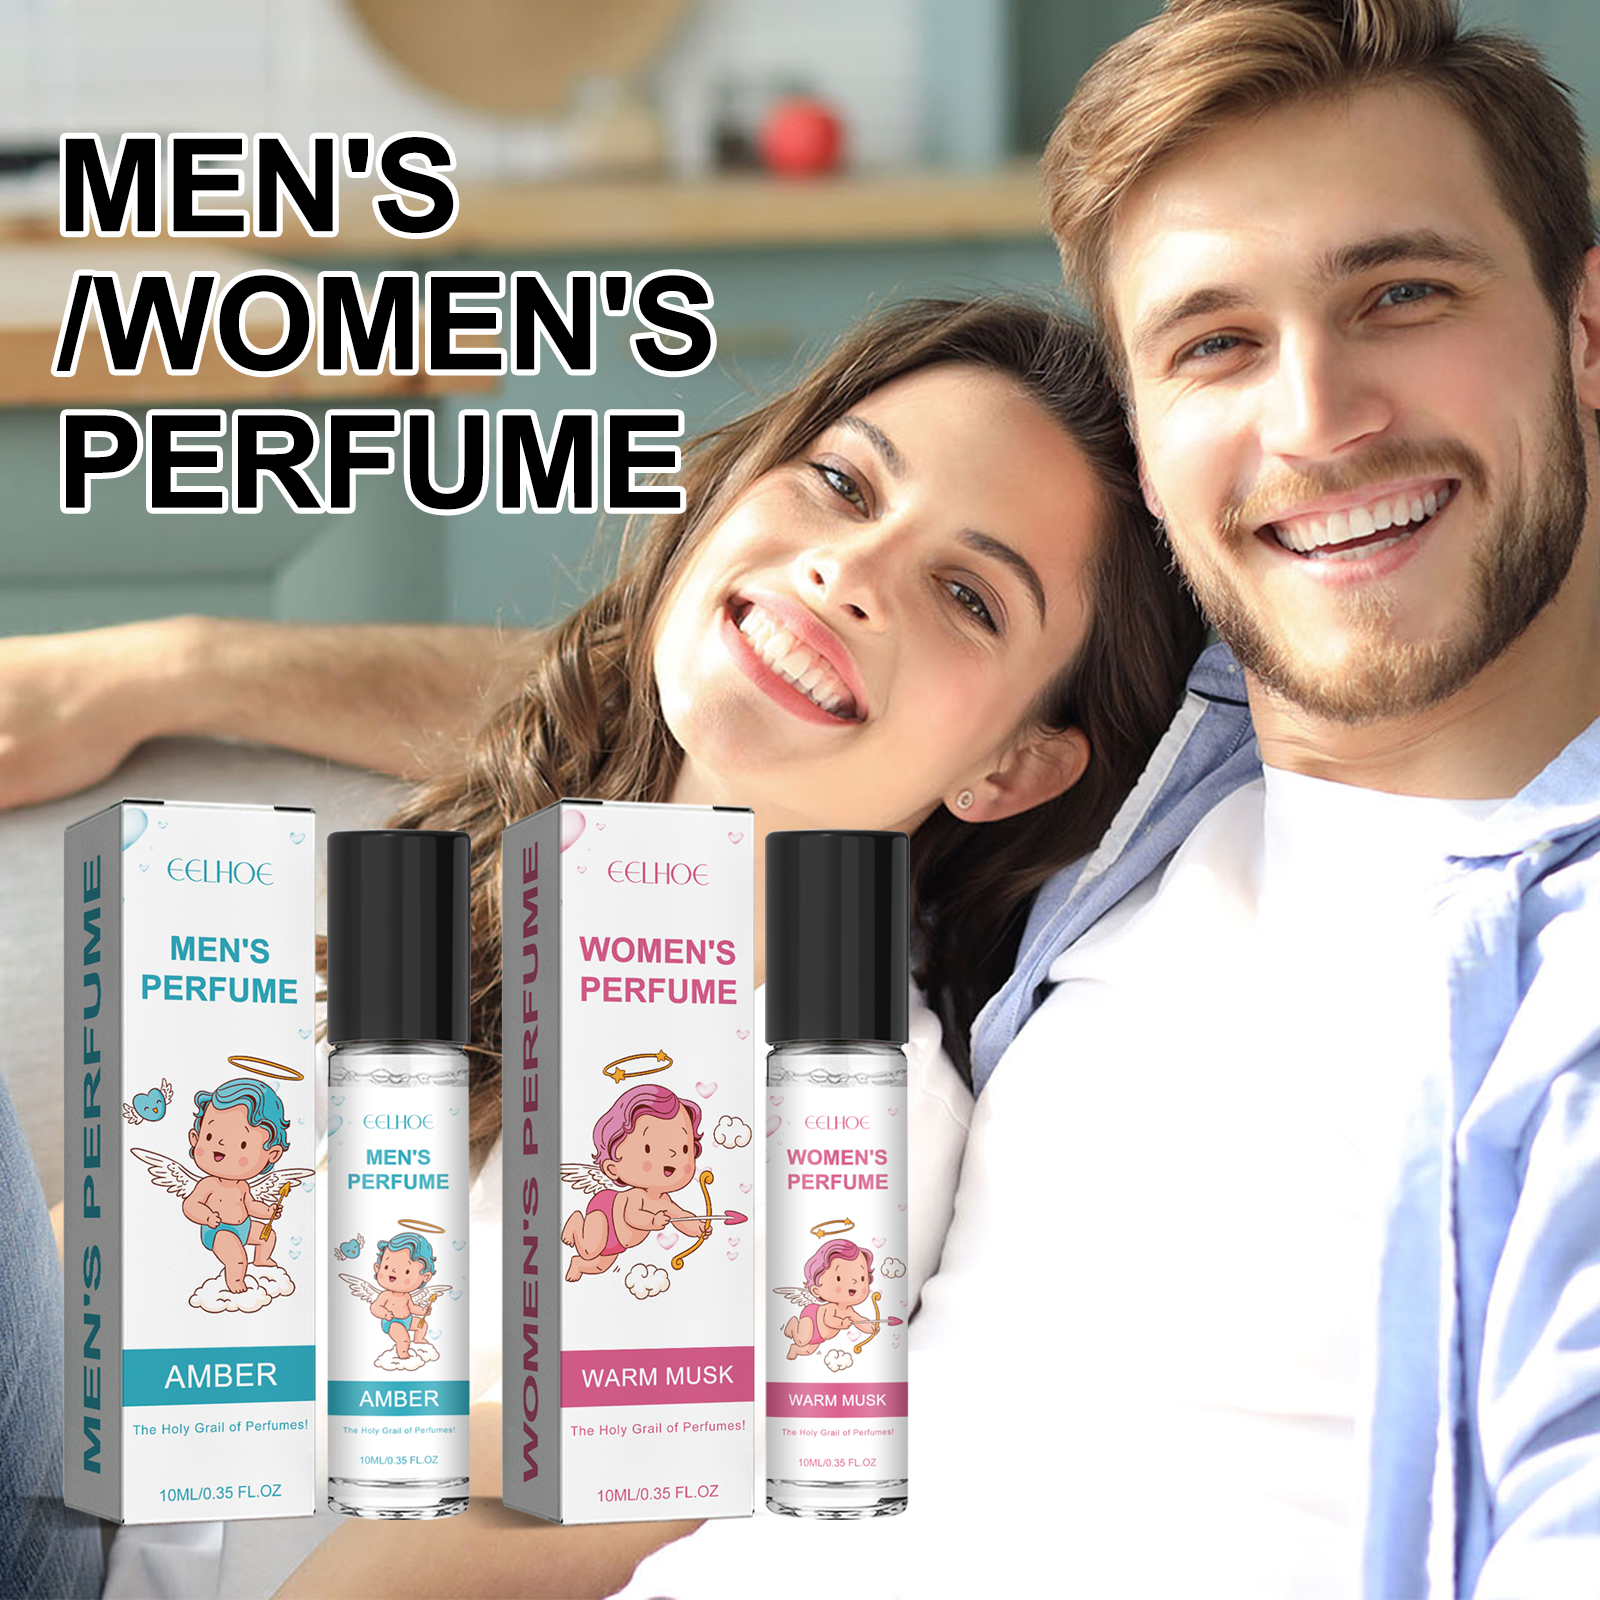 MEN'S
/WOMEN'S
PERFUME
MEN'S PERFUME
EELHOE
MEN'S
PERFUME
AMBER
The Holy Grail of Perfumes!
10ML/0.35 FL.OZ
EELHOE
MEN'S
PERFUME
AMBER
The Holy Grail of Perfumes!
10ML/0.35 FL.OZ
WOMEN'S PERFUME
EELHOE
WOMEN'S
PERFUME
WARM MUSK
The Holy Grail of Perfumes!
10ML/0.35 FL.OZ
EELHOE
WOMEN'S
PERFUME
WARM MUSK
The Holy Grail of Perfumes!
10ML/0.35 FL.OZ